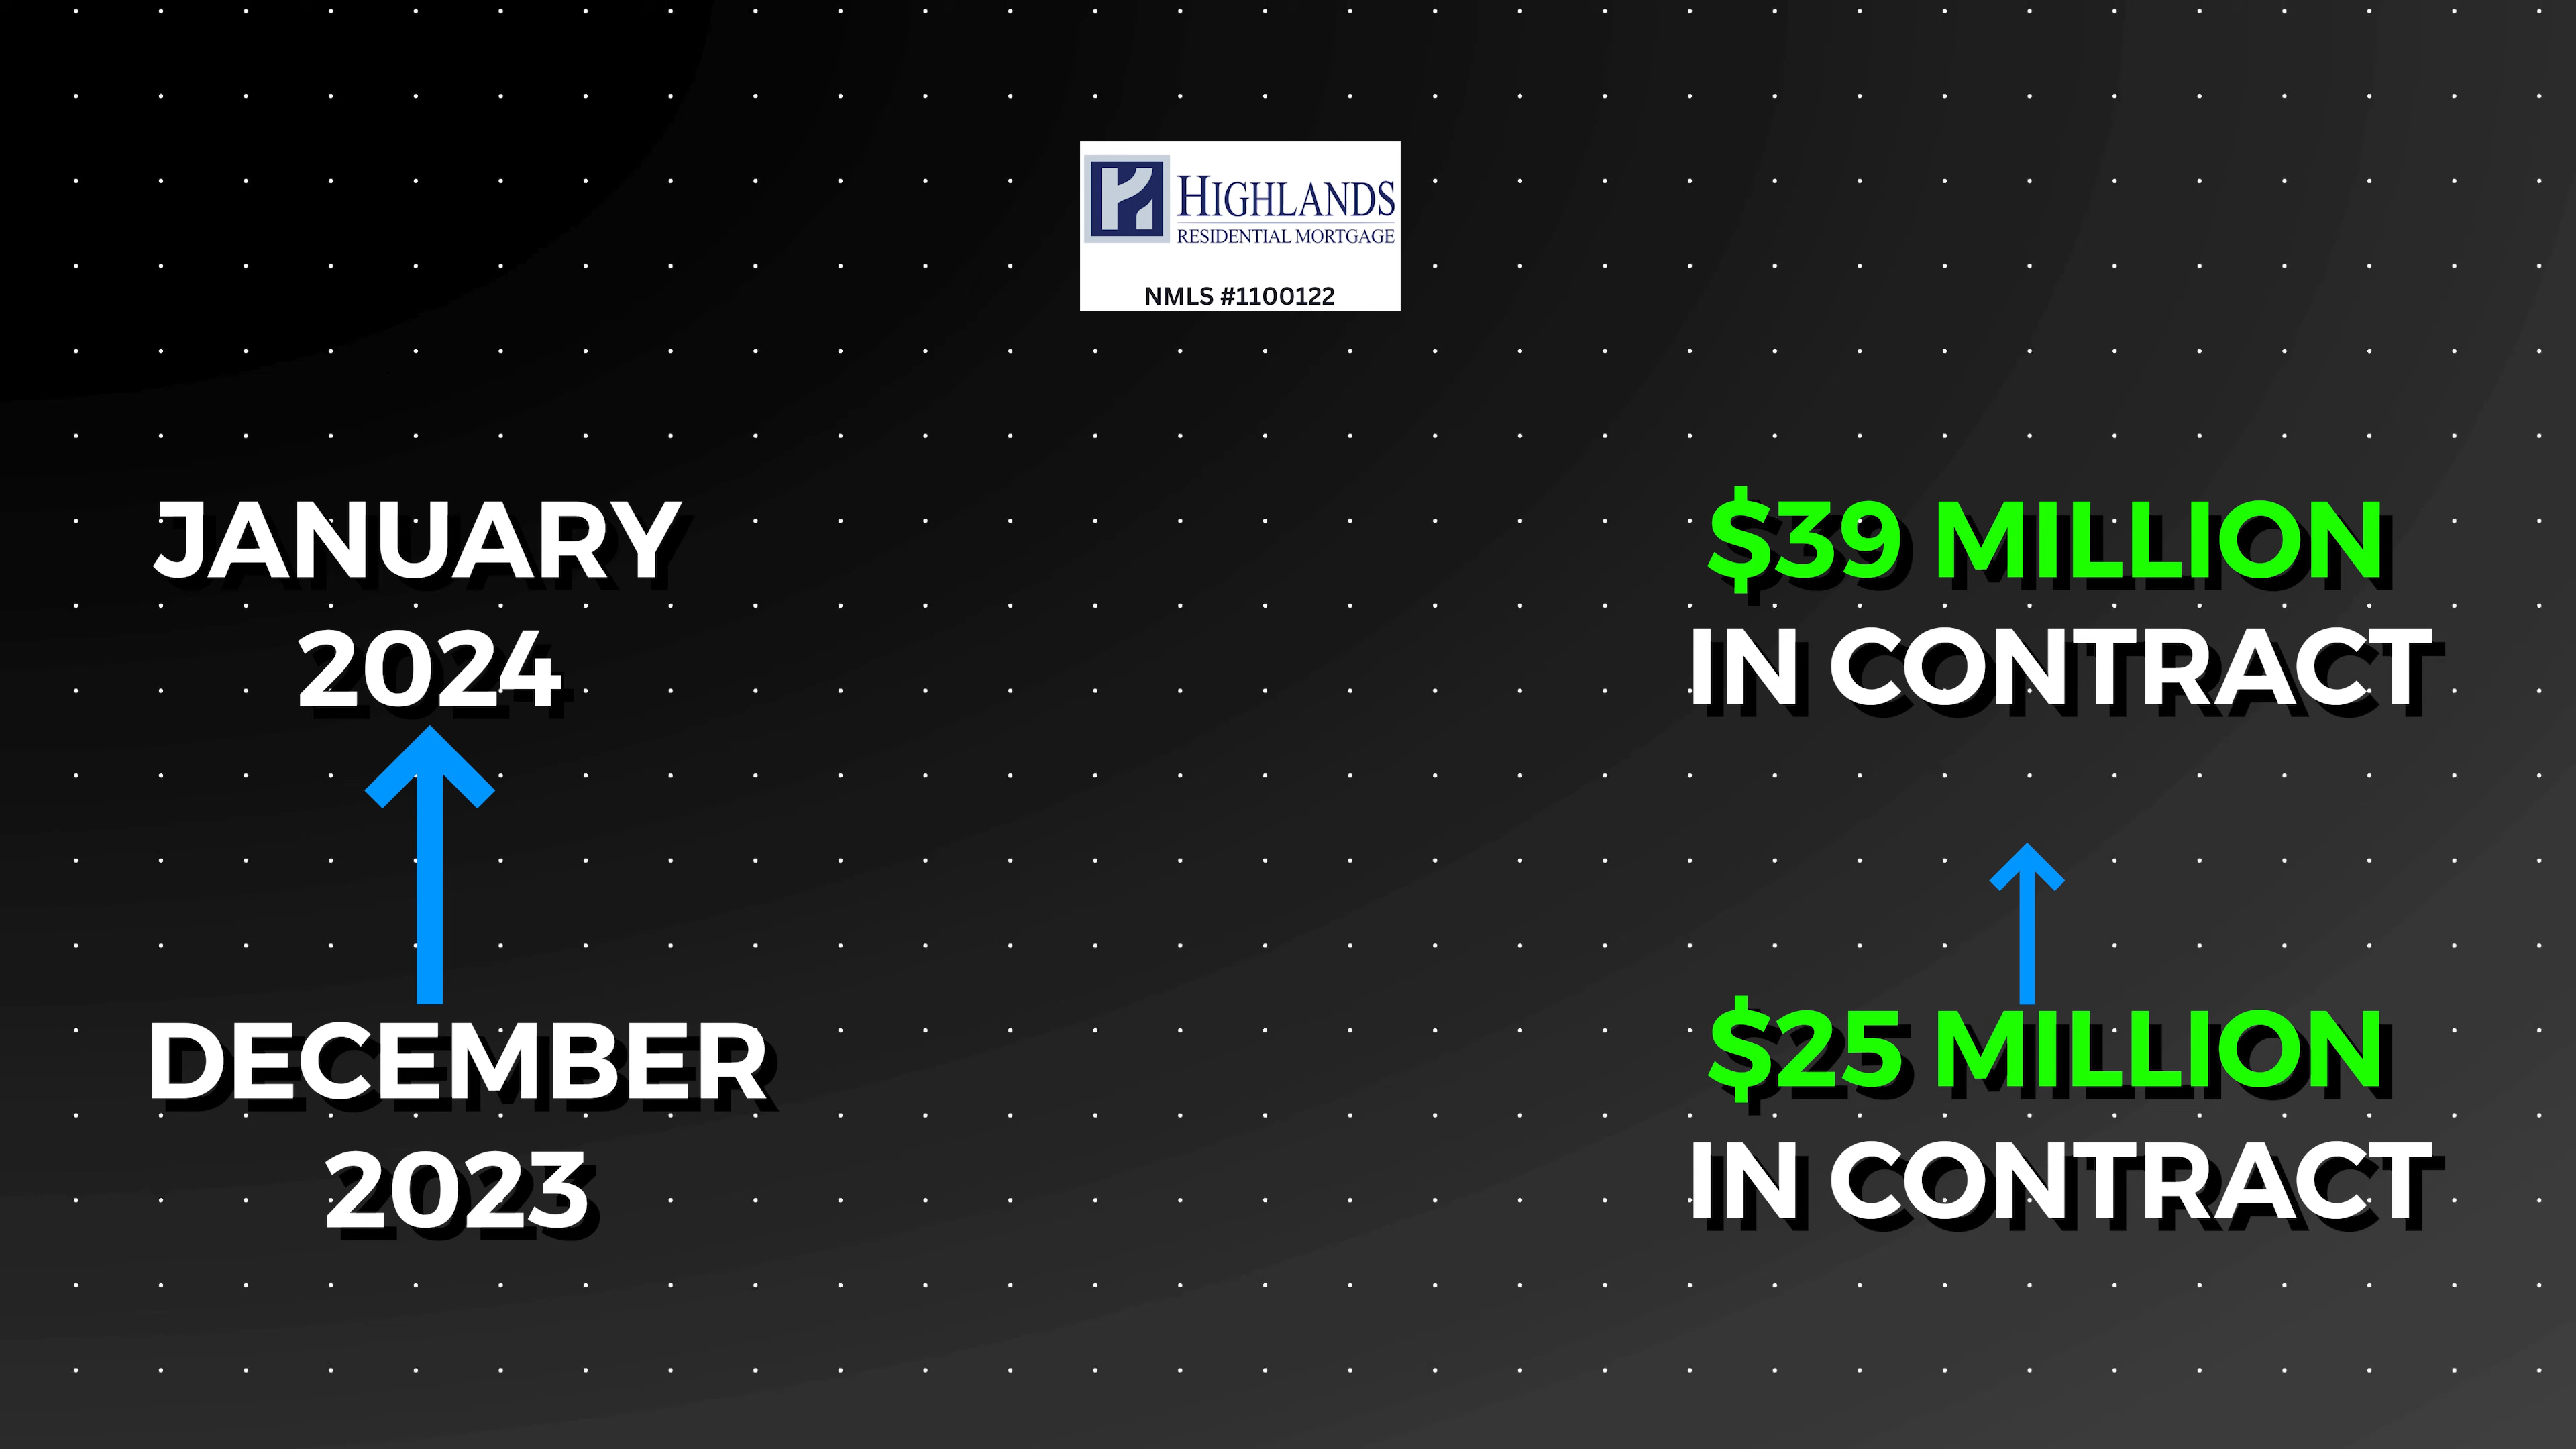 HIGHLANDS
RESIDENTIAL MORTGAGE
NMLS #1100122
JANUARY
2024
$39 MILLION
IN CONTRACT
DECEMBER
2023
$25 MILLION
IN CONTRACT